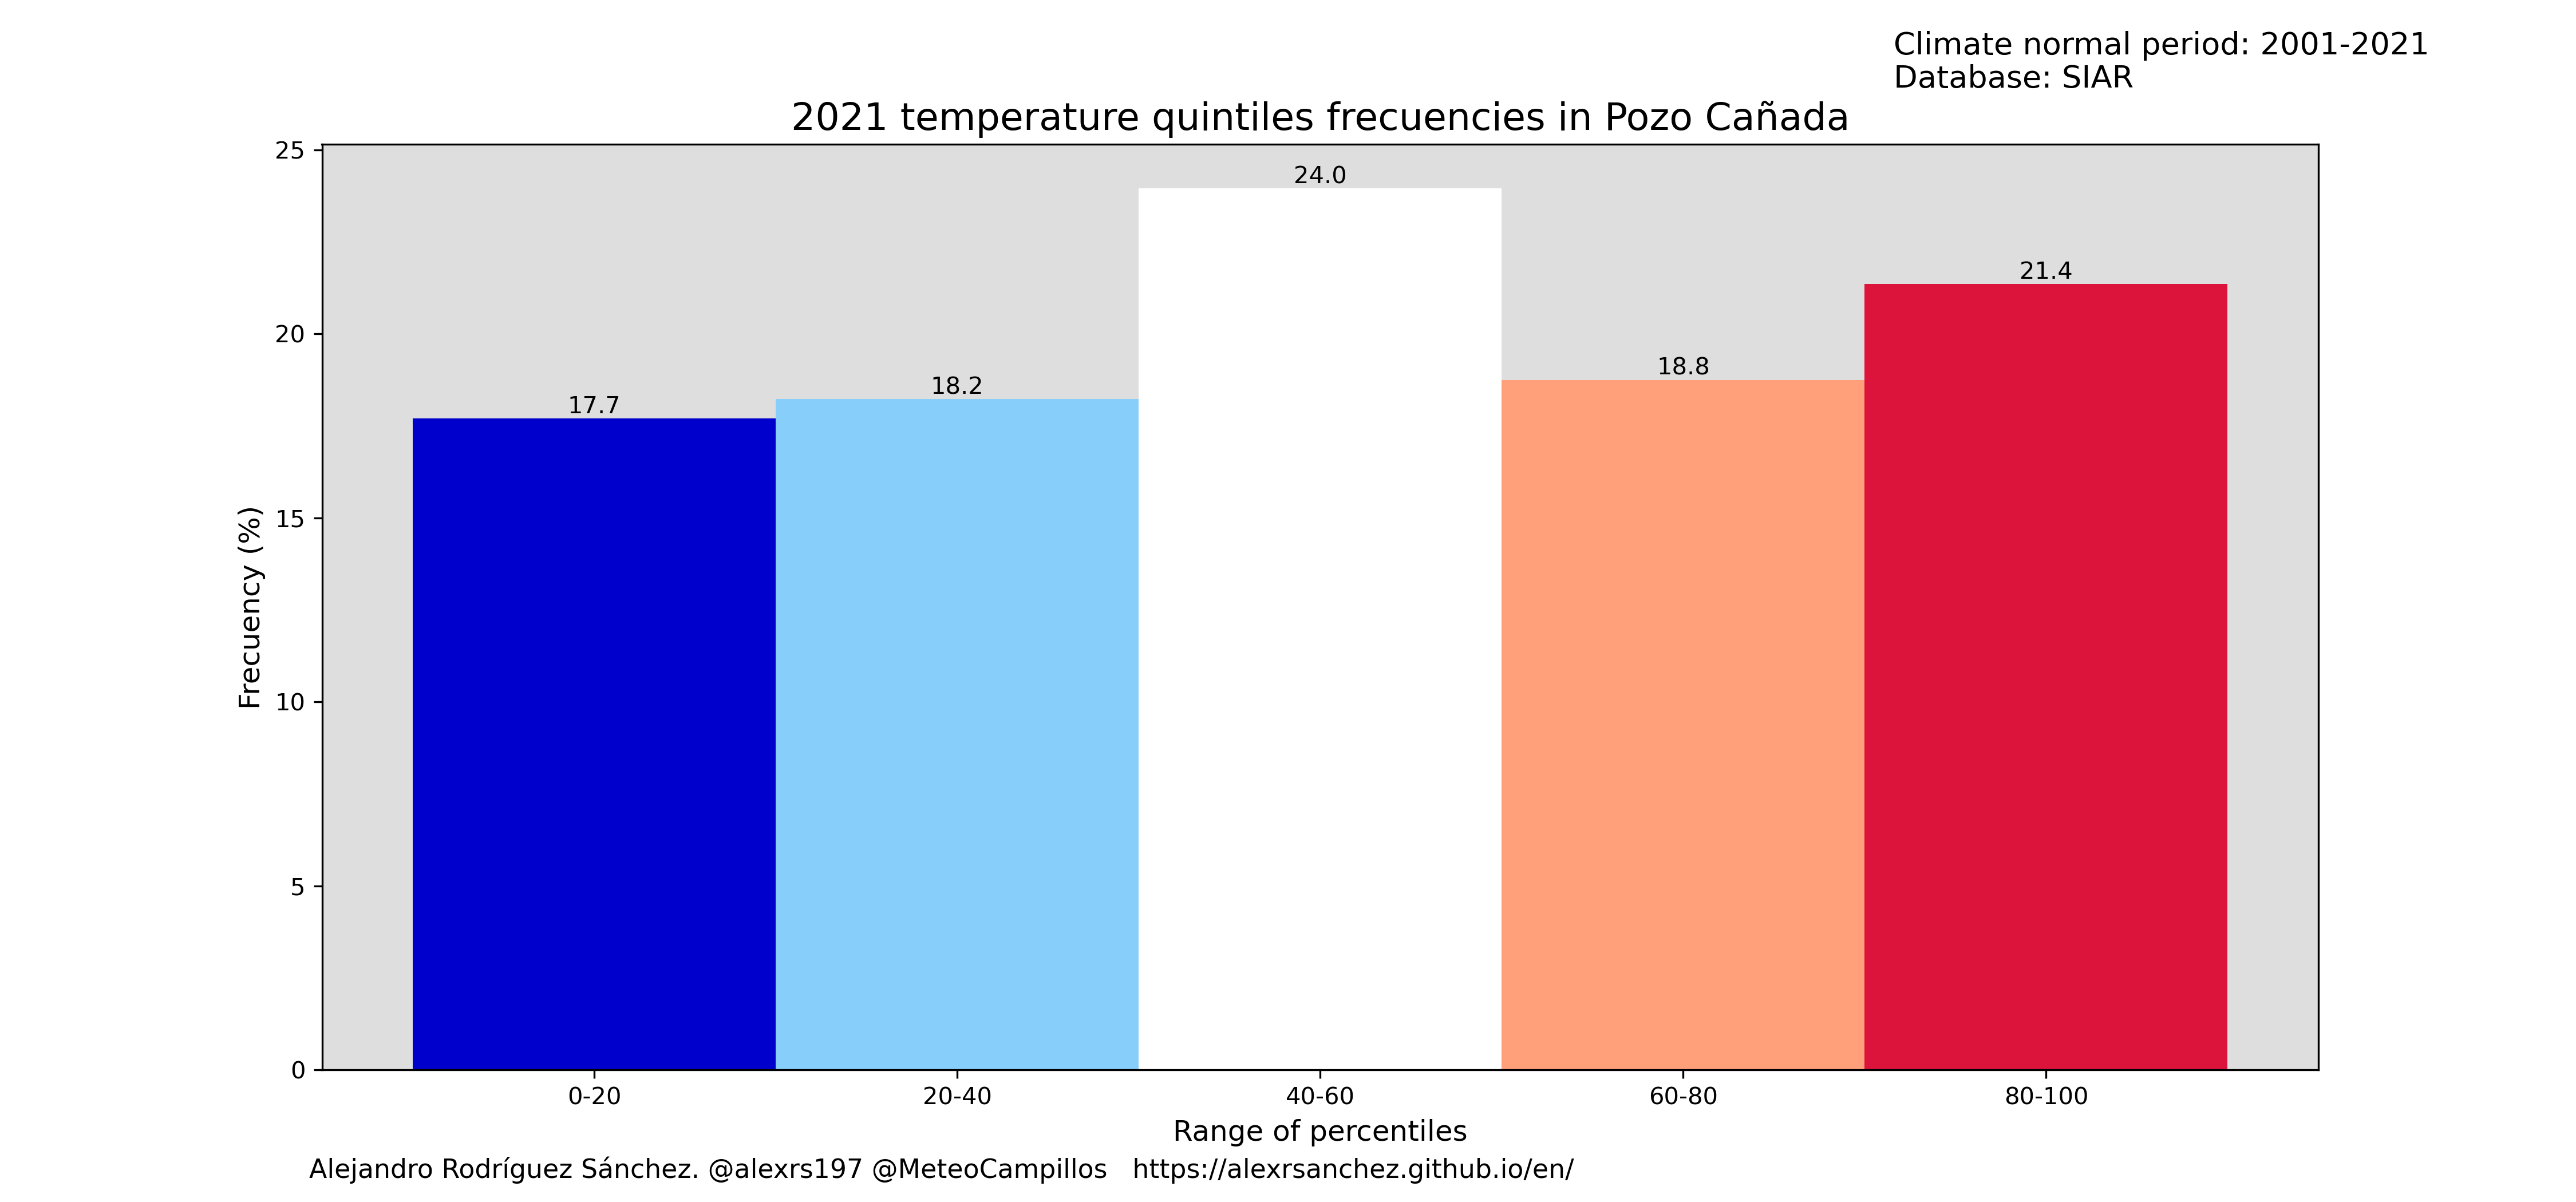 Climate normal period: 2001-2021
Database: SIAR
2021 temperature quintiles frecuencies in Pozo Cañada
25
20
15
10
5
0
Frecuency (%)
17.7
18.2
24.0
18.8
21.4
0-20
20-40
40-60
60-80
80-100
Range of percentiles
Alejandro Rodríguez Sánchez. @alexrs197 @MeteoCampillos   https://alexrsanchez.github.io/en/